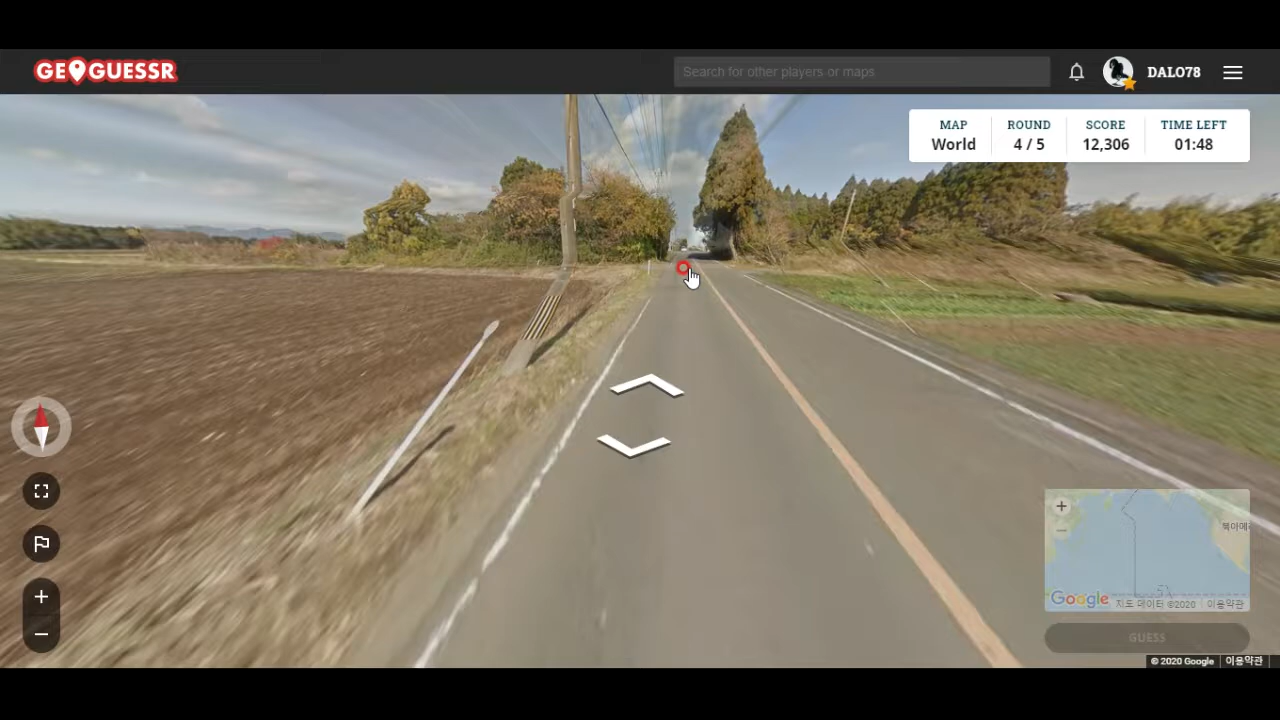 GEOGUESSR
Search for other players or maps
DALO78
MAP ROUND SCORE TIME LEFT
World 4 / 5 12,306 01:48
Google 지도 데이터 ©2020 이용약관
GUESS
© 2020 Google 이용약관